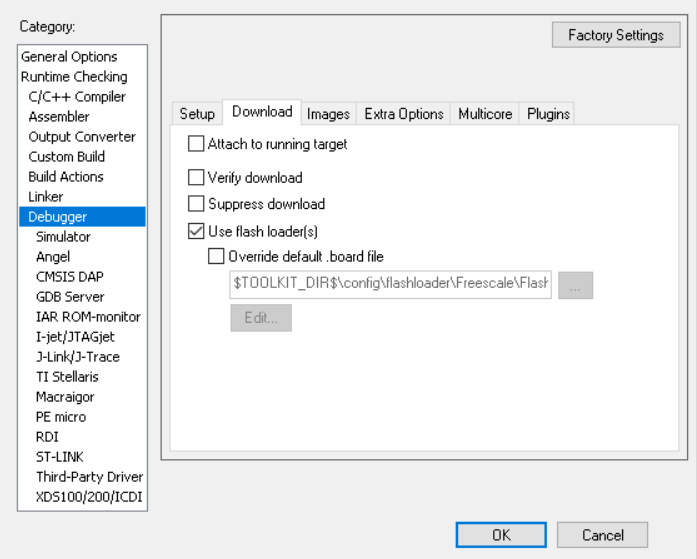 Category:
Factory Settings
General Options
Runtime Checking
C/C++ Compiler
Assembler
Output Converter
Custom Build
Build Actions
Linker
Debugger
Simulator
Angel
CMSIS DAP
GDB Server
IAR ROM-monitor
I-jet/JTAGjet
J-Link/J-Trace
TI Stellaris
Macraigor
PE micro
RDI
ST-LINK
Third-Party Driver
XDS100/200/ICDI
Setup Download Images Extra Options Multicore Plugins
Attach to running target
Verify download
Suppress download
Use flash loader(s)
Override default .board file
$TOOLKIT_DIR$\config\flashloader\Freescale\Flash ...
Edit...
OK Cancel